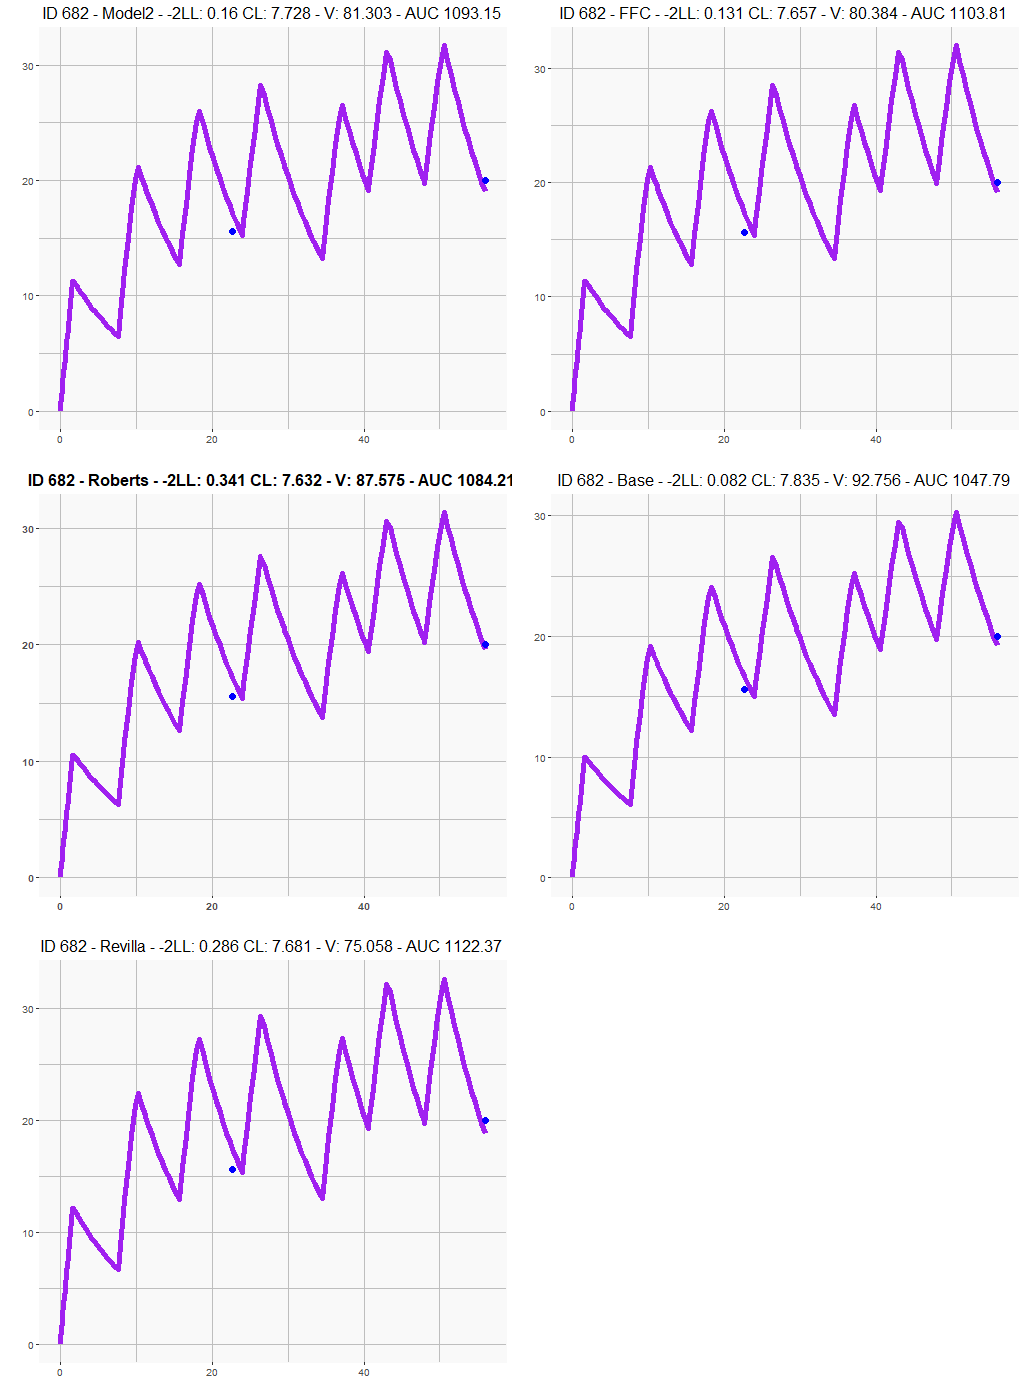 ID 682 - Model2 - -2LL: 0.16 CL: 7.728 - V: 81.303 - AUC 1093.15
30
20
10
0
0 20 40
ID 682 - FFC - -2LL: 0.131 CL: 7.657 - V: 80.384 - AUC 1103.81
30
20
10
0
0 20 40
ID 682 - Roberts - -2LL: 0.341 CL: 7.632 - V: 87.575 - AUC 1084.21
30
20
10
0
0 20 40
ID 682 - Base - -2LL: 0.082 CL: 7.835 - V: 92.756 - AUC 1047.79
30
20
10
0
0 20 40
ID 682 - Revilla - -2LL: 0.286 CL: 7.681 - V: 75.058 - AUC 1122.37
30
20
10
0
0 20 40